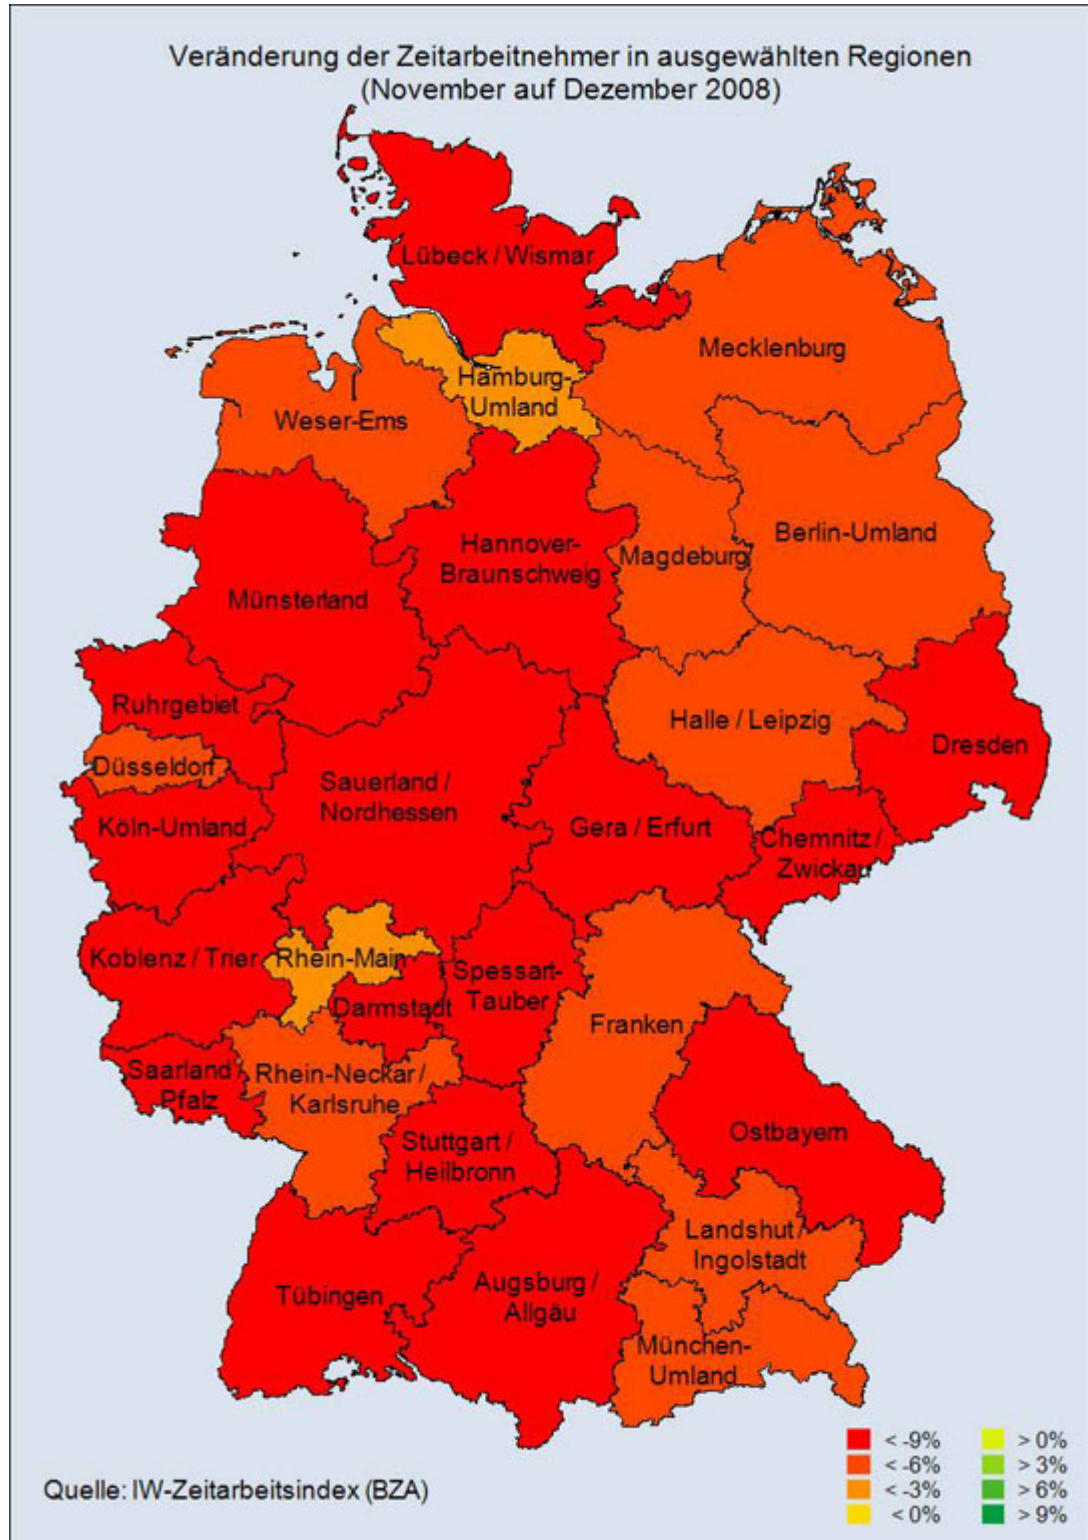 Veränderung der Zeitarbeitnehmer in ausgewählten Regionen
(November auf Dezember 2008)
Lübeck / Wismar
Mecklenburg
Hamburg-
Umland
Weser-Ems
Berlin-Umland
Hannover-
Braunschweig
Magdeburg
Münsterland
Ruhrgebiet
Halle / Leipzig
Dresden
Düsseldorf
Sauerland /
Nordhessen
Köln-Umland
Gera / Erfurt
Chemnitz /
Zwickau
Koblenz / Trier
Rhein-Main
Spessart-
Tauber
Darmstadt
Franken
Saarland /
Pfalz
Rhein-Neckar /
Karlsruhe
Ostbayern
Stuttgart /
Heilbronn
Landshut /
Ingolstadt
Tübingen
Augsburg /
Allgäu
München-
Umland
< -9% > 0%
< -6% > 3%
< -3% > 6%
< 0% > 9%
Quelle: IW-Zeitarbeitsindex (BZA)